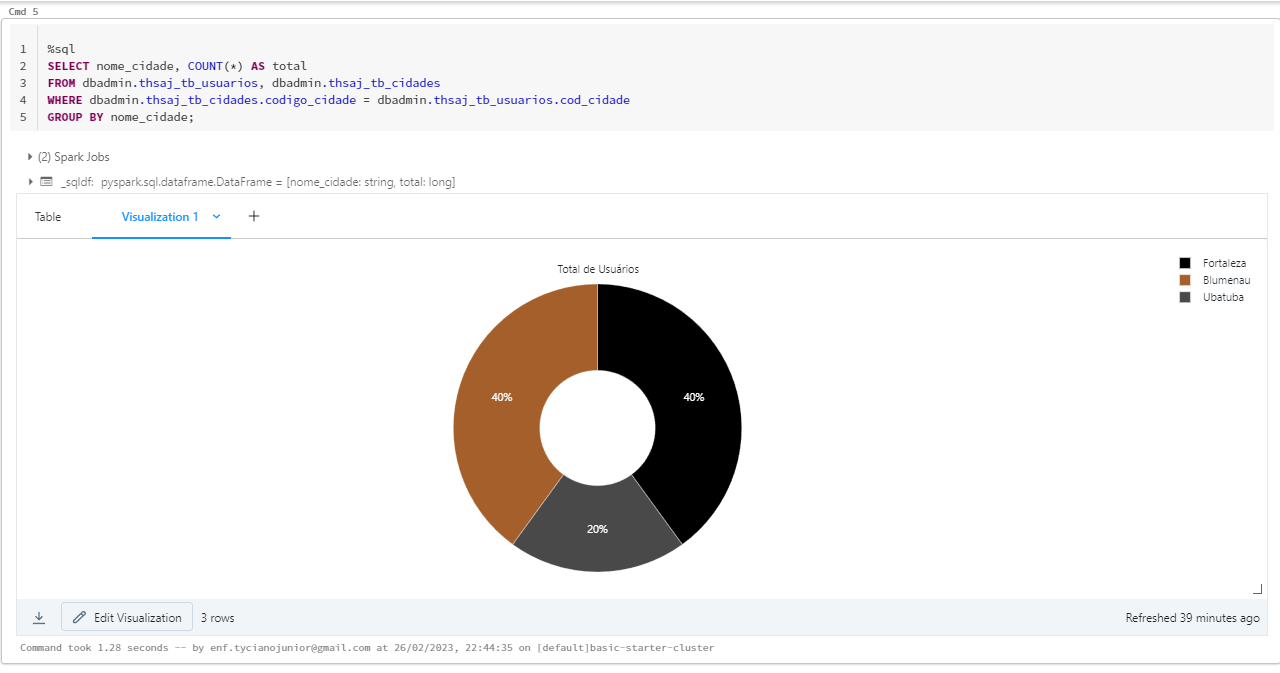 Cmd 5
1
2 %sql
SELECT nome_cidade, COUNT(*) AS total
3 FROM dbadmin.thsaj_tb_usuarios, dbadmin.thsaj_tb_cidades
4 WHERE dbadmin.thsaj_tb_cidades.codigo_cidade = dbadmin.thsaj_tb_usuarios.cod_cidade
5 GROUP BY nome_cidade;
(2) Spark Jobs
_sqldf: pyspark.sql.dataframe.DataFrame = [nome_cidade: string, total: long]
Table Visualization 1 +
Total de Usuários
Fortaleza
Blumenau
Ubatuba
40% 40%
20%
Edit Visualization 3 rows Refreshed 39 minutes ago
Command took 1.28 seconds -- by enf.tycianojunior@gmail.com at 26/02/2023, 22:44:35 on [default]basic-starter-cluster